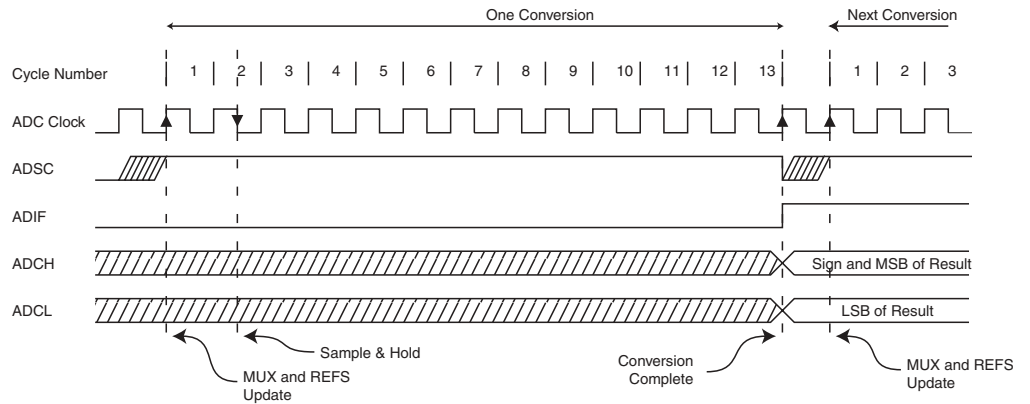 One Conversion
Next Conversion
Cycle Number
1 2 3 4 5 6 7 8 9 10 11 12 13 1 2 3
ADC Clock
ADSC
ADIF
ADCH
Sign and MSB of Result
ADCL
LSB of Result
Sample & Hold
MUX and REFS
Update
Conversion
Complete
MUX and REFS
Update